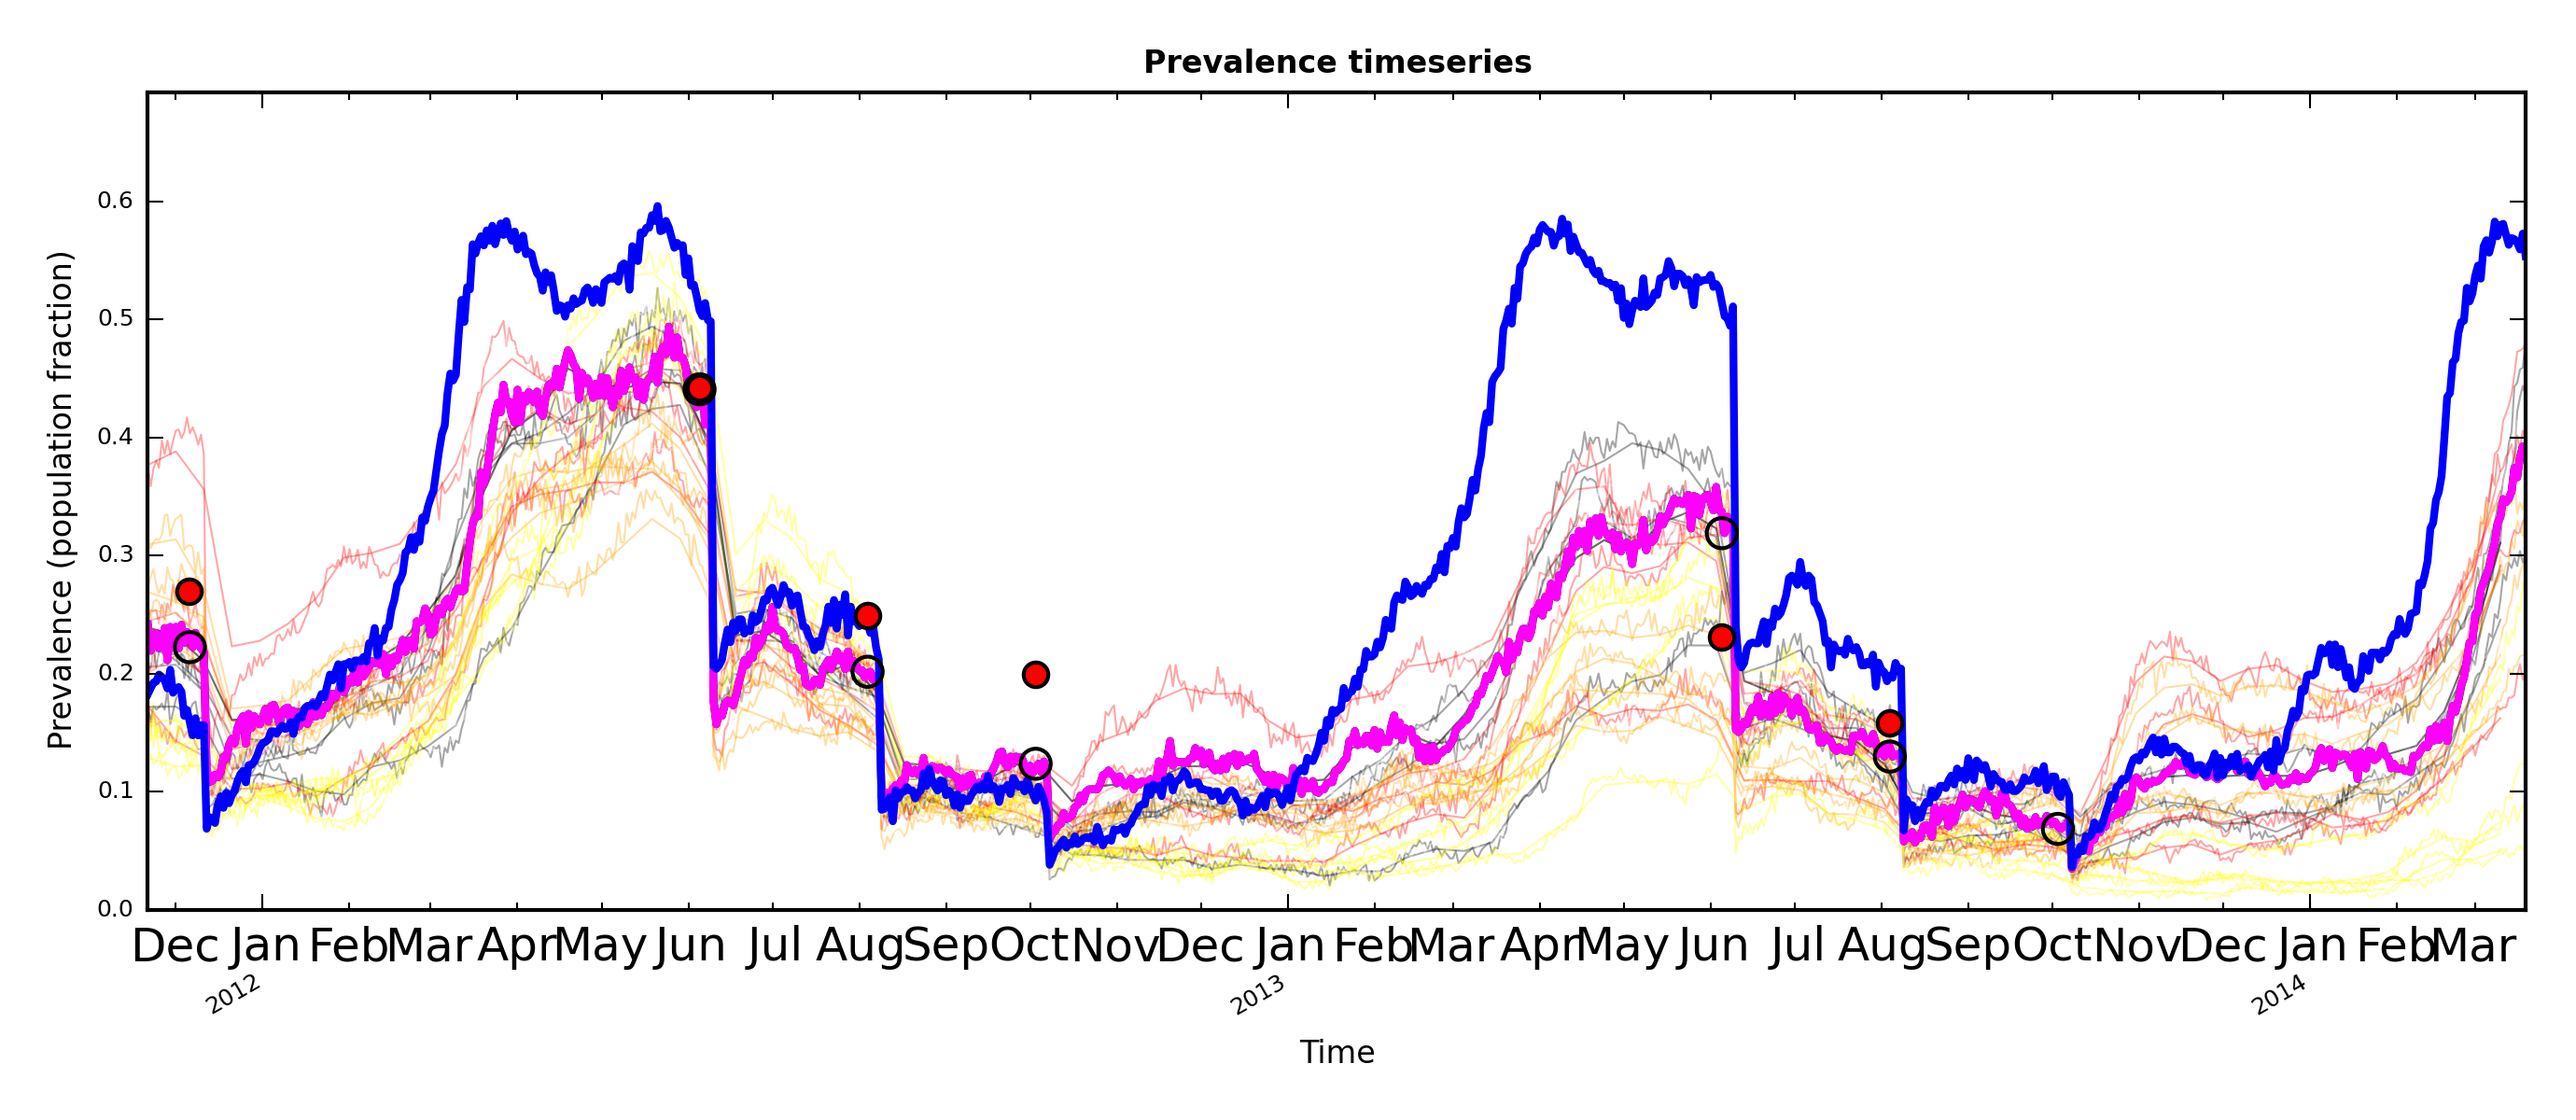 Prevalence timeseries
Prevalence (population fraction)
0.6
0.5
0.4
0.3
0.2
0.1
0.0
Dec Jan Feb Mar Apr May Jun Jul Aug Sep Oct Nov Dec Jan Feb Mar Apr May Jun Jul Aug Sep Oct Nov Dec Jan Feb Mar
2012 2013 2014
Time